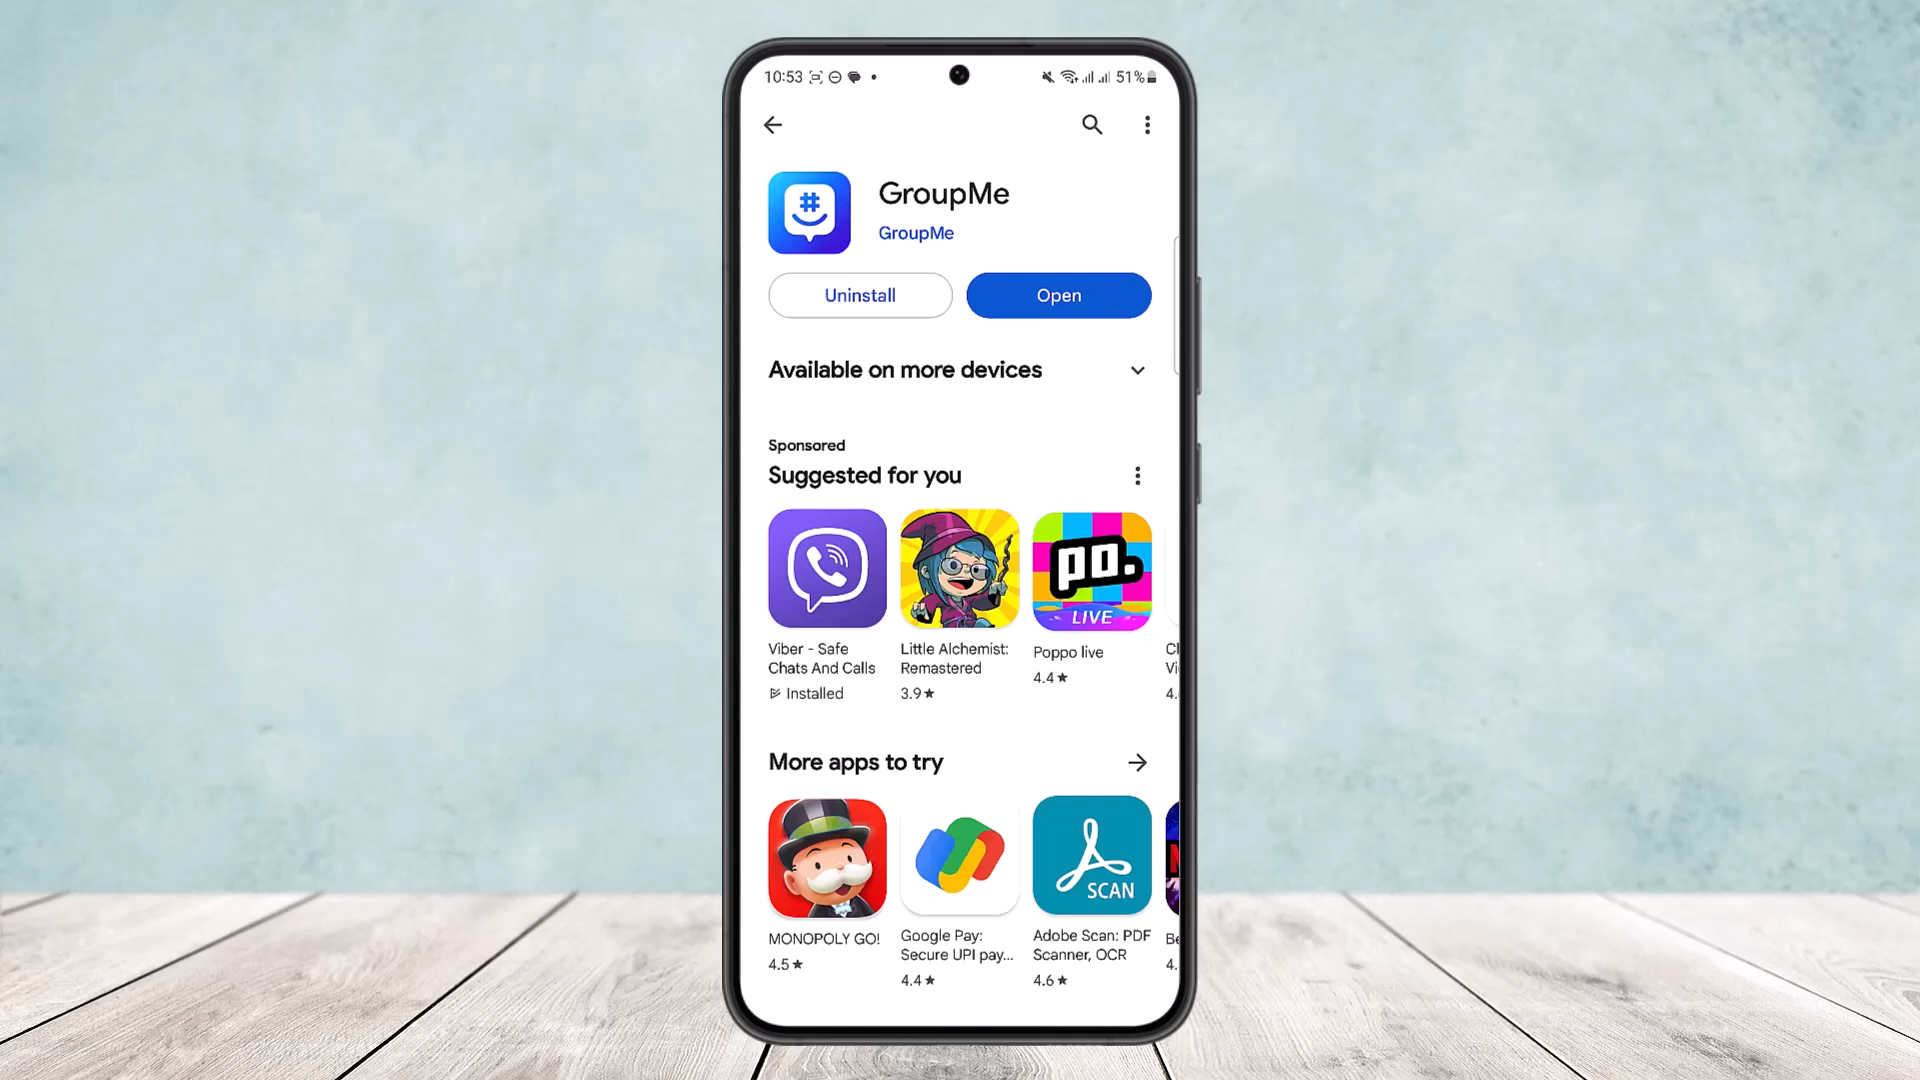 10:53
51%
GroupMe
GroupMe
Uninstall
Open
Available on more devices
Sponsored
Suggested for you
po.
LIVE
Viber - Safe
Chats And Calls
Installed
Little Alchemist:
Remastered
3.9★
Poppo live
4.4★
More apps to try
SCAN
MONOPOLY GO!
4.5★
Google Pay:
Secure UPI pay...
4.4★
Adobe Scan: PDF
Scanner, OCR
4.6★